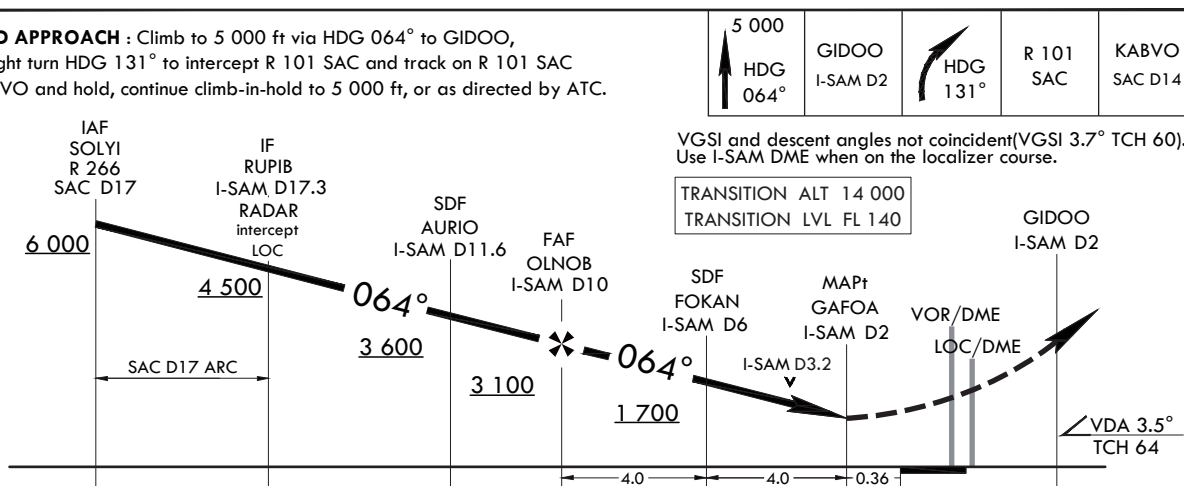 D APPROACH : Climb to 5 000 ft via HDG 064° to GIDOO,
ght turn HDG 131° to intercept R 101 SAC and track on R 101 SAC
VO and hold, continue climb-in-hold to 5 000 ft, or as directed by ATC.
5 000
HDG
064°
GIDOO
I-SAM D2
HDG
131°
R 101
SAC
KABVO
SAC D14
VGSI and descent angles not coincident(VGSI 3.7° TCH 60).
Use I-SAM DME when on the localizer course.
TRANSITION ALT 14 000
TRANSITION LVL FL 140
IAF
SOLYI
R 266
SAC D17
6 000
IF
RUPIB
I-SAM D17.3
RADAR
intercept
LOC
4 500
SAC D17 ARC
064°
SDF
AURIO
I-SAM D11.6
3 600
FAF
OLNOB
I-SAM D10
3 100
064°
SDF
FOKAN
I-SAM D6
1 700
I-SAM D3.2
MAPt
GAFOA
I-SAM D2
VOR/DME
LOC/DME
GIDOO
I-SAM D2
VDA 3.5°
TCH 64
4.0
4.0
0.36